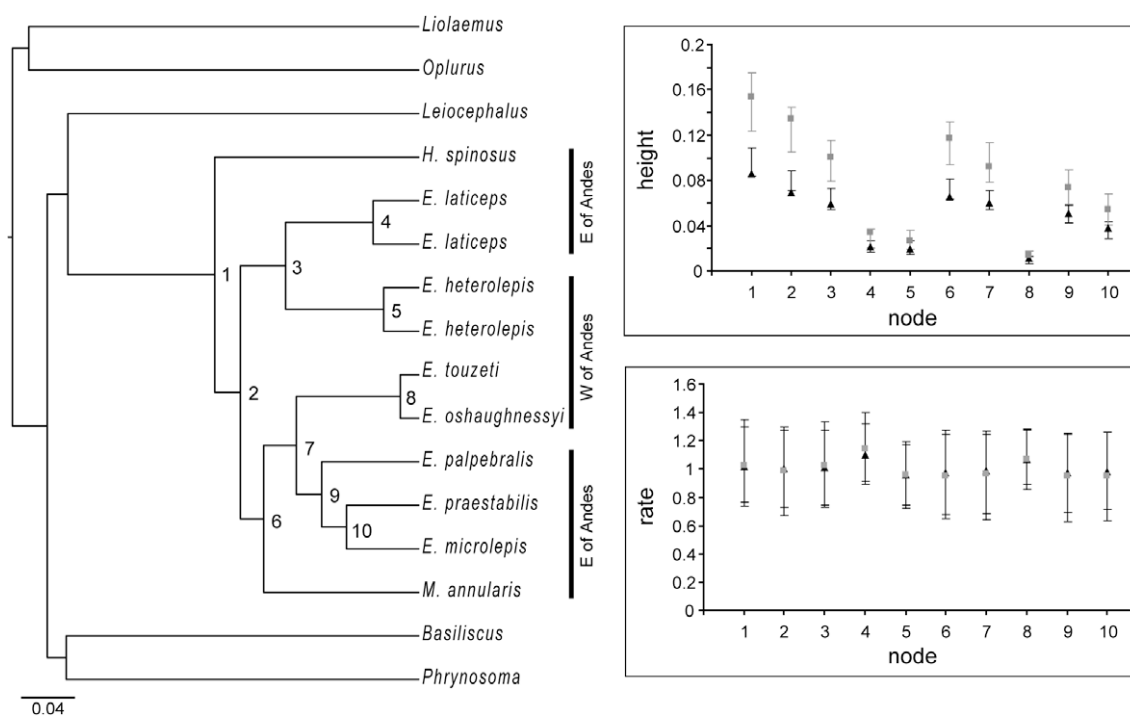 Liolaemus
Oplurus
Leiocephalus
H. spinosus
E. laticeps
E. laticeps
E. heterolepis
E. heterolepis
E. touzeti
E. oshaughnessyi
E. palpebralis
E. praestabilis
E. microlepis
M. annularis
Basiliscus
Phrynosoma
1
2
3
4
5
6
7
8
9
10
E of Andes
W of Andes
E of Andes
0.04
0.2
0.16
0.12
0.08
0.04
0
height
1 2 3 4 5 6 7 8 9 10
node
1.6
1.4
1.2
1
0.8
0.6
0.4
0.2
0
rate
1 2 3 4 5 6 7 8 9 10
node